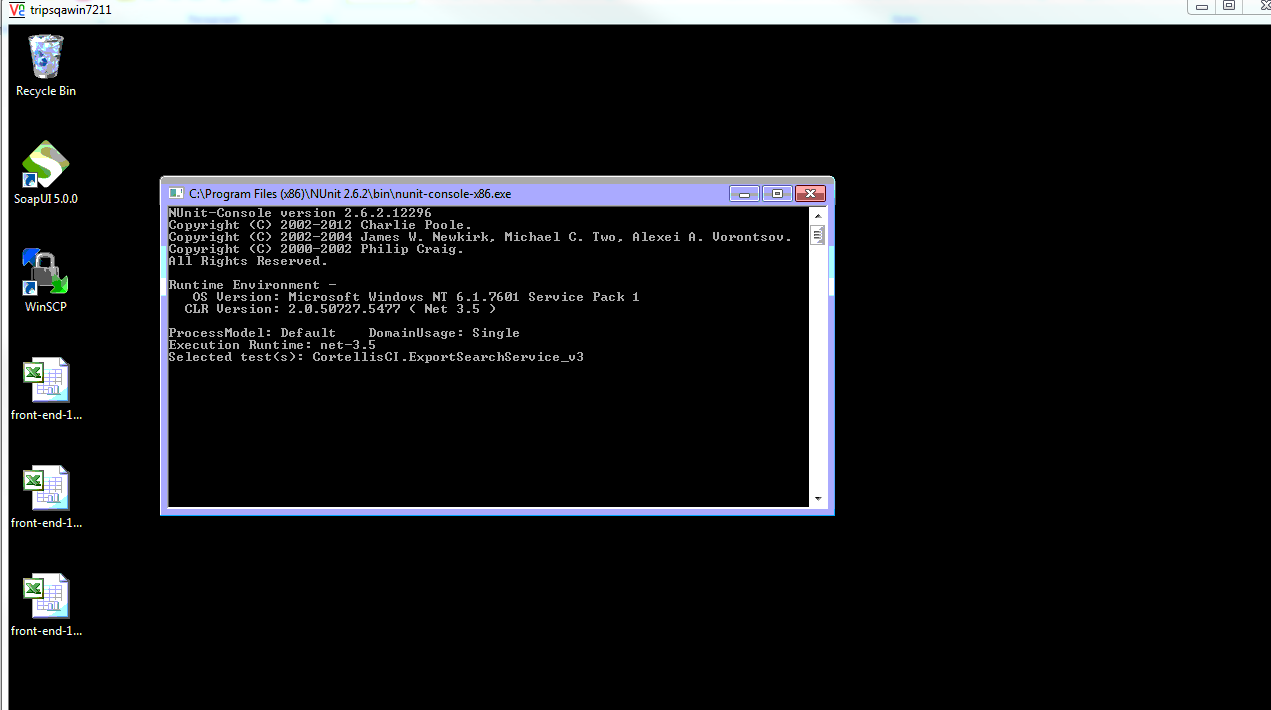 tripsqawin7211
Recycle Bin
SoapUI 5.0.0
WinSCP
front-end-1...
front-end-1...
front-end-1...
C:\Program Files (x86)\NUnit 2.6.2\bin\nunit-console-x86.exe
NUnit-Console version 2.6.2.12296
Copyright (C) 2002-2012 Charlie Poole.
Copyright (C) 2002-2004 James W. Newkirk, Michael C. Two, Alexei A. Vorontsov.
Copyright (C) 2000-2002 Philip Craig.
All Rights Reserved.
Runtime Environment -
OS Version: Microsoft Windows NT 6.1.7601 Service Pack 1
CLR Version: 2.0.50727.5477 ( Net 3.5 )
ProcessModel: Default    DomainUsage: Single
Execution Runtime: net-3.5
Selected test(s): CortellisCI.ExportSearchService_v3